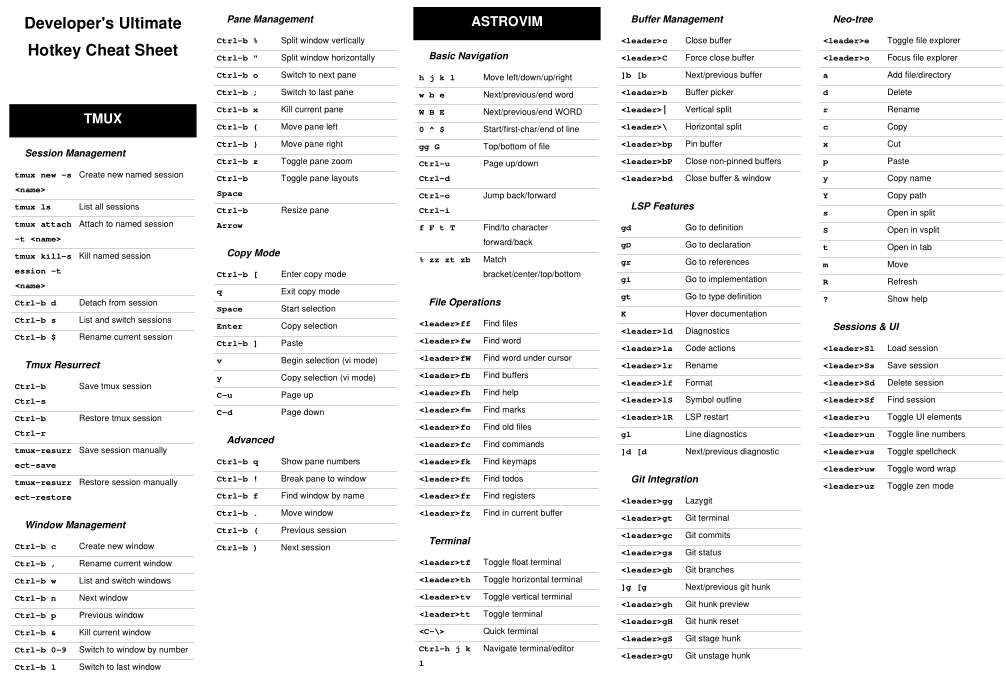 Developer's Ultimate
Hotkey Cheat Sheet
TMUX
Session Management
tmux new -s Create new named session
<name>
tmux ls List all sessions
tmux attach Attach to named session
-t <name>
tmux kill-s Kill named session
ession -t
<name>
Ctrl-b d Detach from session
Ctrl-b s List and switch sessions
Ctrl-b $ Rename current session
Tmux Resurrect
Ctrl-b Save tmux session
Ctrl-s
Ctrl-b Restore tmux session
Ctrl-r
tmux-resurr Save session manually
ect-save
tmux-resurr Restore session manually
ect-restore
Window Management
Ctrl-b c Create new window
Ctrl-b , Rename current window
Ctrl-b w List and switch windows
Ctrl-b n Next window
Ctrl-b p Previous window
Ctrl-b & Kill current window
Ctrl-b 0-9 Switch to window by number
Ctrl-b l Switch to last window
Pane Management
Ctrl-b % Split window vertically
Ctrl-b " Split window horizontally
Ctrl-b o Switch to next pane
Ctrl-b ; Switch to last pane
Ctrl-b x Kill current pane
Ctrl-b { Move pane left
Ctrl-b } Move pane right
Ctrl-b z Toggle pane zoom
Ctrl-b Toggle pane layouts
Space
Ctrl-b Resize pane
Arrow
Copy Mode
Ctrl-b [ Enter copy mode
q Exit copy mode
Space Start selection
Enter Copy selection
Ctrl-b ] Paste
v Begin selection (vi mode)
y Copy selection (vi mode)
C-u Page up
C-d Page down
Advanced
Ctrl-b q Show pane numbers
Ctrl-b ! Break pane to window
Ctrl-b f Find window by name
Ctrl-b . Move window
Ctrl-b ( Previous session
Ctrl-b ) Next session
ASTROVIM
Basic Navigation
h j k l Move left/down/up/right
w b e Next/previous/end word
W B E Next/previous/end WORD
0 ^ $ Start/first-char/end of line
gg G Top/bottom of file
Ctrl-u Page up/down
Ctrl-d
Ctrl-o Jump back/forward
Ctrl-i
f F t T Find/to character
forward/back
% zz zt zb Match
bracket/center/top/bottom
File Operations
<leader>ff Find files
<leader>fw Find word
<leader>fW Find word under cursor
<leader>fb Find buffers
<leader>fh Find help
<leader>fm Find marks
<leader>fo Find old files
<leader>fc Find commands
<leader>fk Find keymaps
<leader>ft Find todos
<leader>fr Find registers
<leader>fz Find in current buffer
Terminal
<leader>tf Toggle float terminal
<leader>th Toggle horizontal terminal
<leader>tv Toggle vertical terminal
<leader>tt Toggle terminal
<C-\> Quick terminal
Ctrl-h j k Navigate terminal/editor
l
Buffer Management
<leader>c Close buffer
<leader>C Force close buffer
]b [b Next/previous buffer
<leader>b Buffer picker
<leader>| Vertical split
<leader>\ Horizontal split
<leader>bp Pin buffer
<leader>bP Close non-pinned buffers
<leader>bd Close buffer & window
LSP Features
gd Go to definition
gD Go to declaration
gr Go to references
gi Go to implementation
gt Go to type definition
K Hover documentation
<leader>ld Diagnostics
<leader>la Code actions
<leader>lr Rename
<leader>lf Format
<leader>lS Symbol outline
<leader>lR LSP restart
gl Line diagnostics
]d [d Next/previous diagnostic
Git Integration
<leader>gg Lazygit
<leader>gt Git terminal
<leader>gc Git commits
<leader>gs Git status
<leader>gb Git branches
]g [g Next/previous git hunk
<leader>gh Git hunk preview
<leader>gH Git hunk reset
<leader>gS Git stage hunk
<leader>gU Git unstage hunk
Neo-tree
<leader>e Toggle file explorer
<leader>o Focus file explorer
a Add file/directory
d Delete
r Rename
c Copy
x Cut
p Paste
y Copy name
Y Copy path
s Open in split
S Open in vsplit
t Open in tab
m Move
R Refresh
? Show help
Sessions & UI
<leader>Sl Load session
<leader>Ss Save session
<leader>Sd Delete session
<leader>Sf Find session
<leader>u Toggle UI elements
<leader>un Toggle line numbers
<leader>us Toggle spellcheck
<leader>uw Toggle word wrap
<leader>uz Toggle zen mode